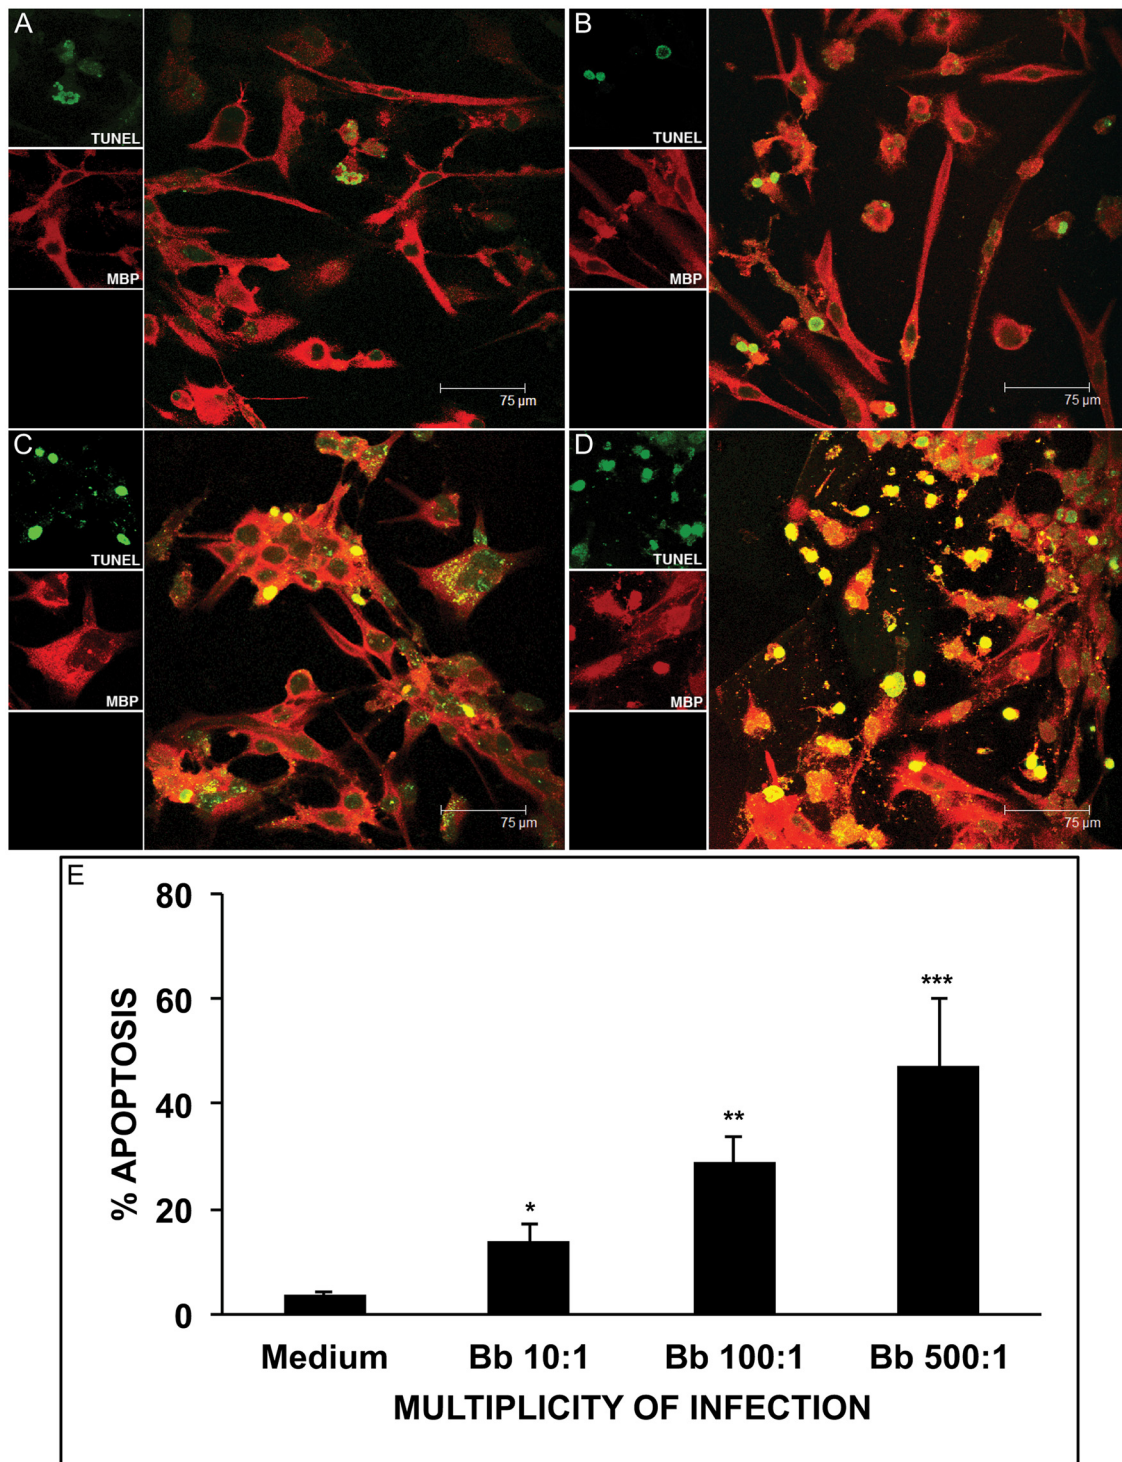 A
TUNEL
MBP
75 µm
B
TUNEL
MBP
75 µm
C
TUNEL
MBP
75 µm
D
TUNEL
MBP
75 µm
E
80
60
40
20
0
% APOPTOSIS
*
**
***
Medium Bb 10:1 Bb 100:1 Bb 500:1
MULTIPLICITY OF INFECTION